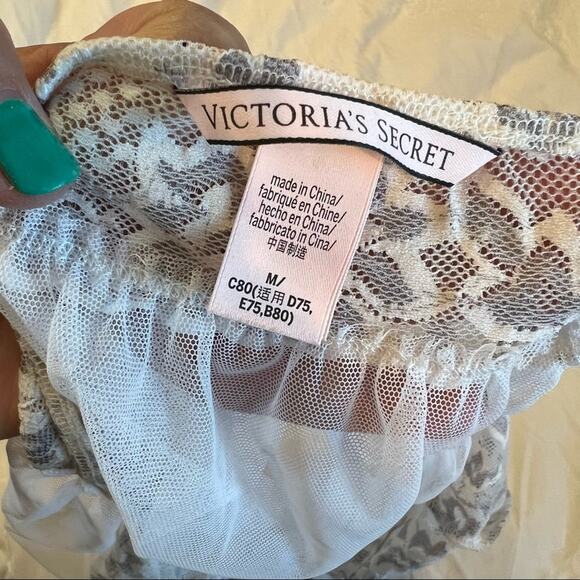 VICTORIA'S SECRET
made in China/
fabriqué en Chine/
hecho en China/
fabbricato in Cina/
中国制造
M/
C80(适用 D75,
E75,B80)